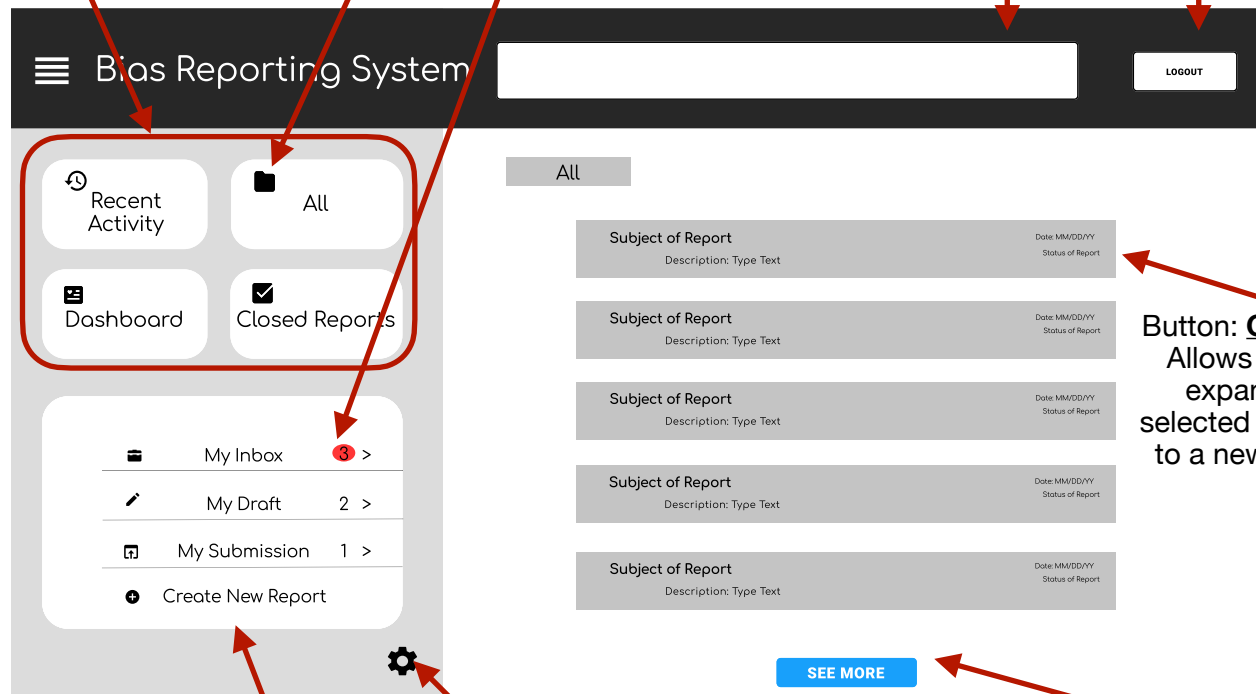 Bias Reporting System
LOGOUT
Recent
Activity
All
Dashboard
Closed Reports
My Inbox 3 >
My Draft 2 >
My Submission 1 >
Create New Report
All
Subject of Report
Description: Type Text
Date: MM/DD/YY
Status of Report
Subject of Report
Description: Type Text
Date: MM/DD/YY
Status of Report
Subject of Report
Description: Type Text
Date: MM/DD/YY
Status of Report
Subject of Report
Description: Type Text
Date: MM/DD/YY
Status of Report
Subject of Report
Description: Type Text
Date: MM/DD/YY
Status of Report
SEE MORE
Button:
Allows
selected
to a